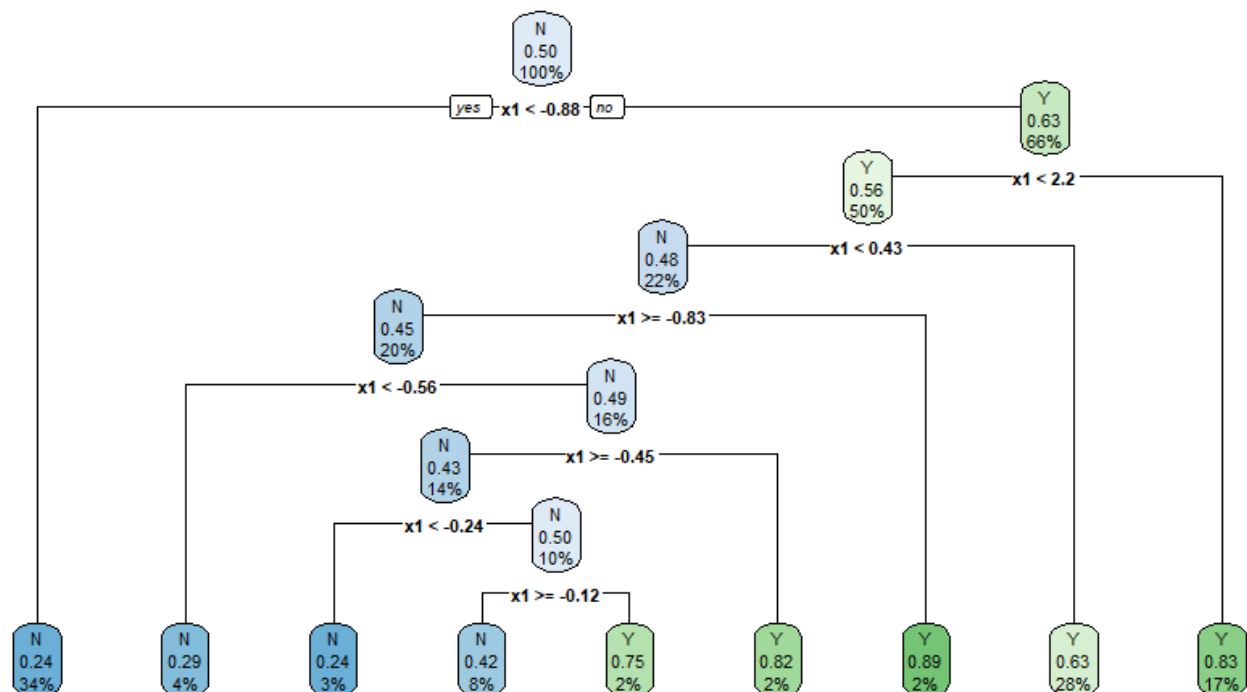 N
0.50
100%
yes x1 < -0.88 no
Y
0.63
66%
x1 < 2.2
Y
0.56
50%
x1 < 0.43
N
0.48
22%
x1 >= -0.83
N
0.45
20%
x1 < -0.56
N
0.49
16%
x1 >= -0.45
N
0.43
14%
x1 < -0.24
N
0.50
10%
x1 >= -0.12
N
0.24
34%
N
0.29
4%
N
0.24
3%
N
0.42
8%
Y
0.75
2%
Y
0.82
2%
Y
0.89
2%
Y
0.63
28%
Y
0.83
17%